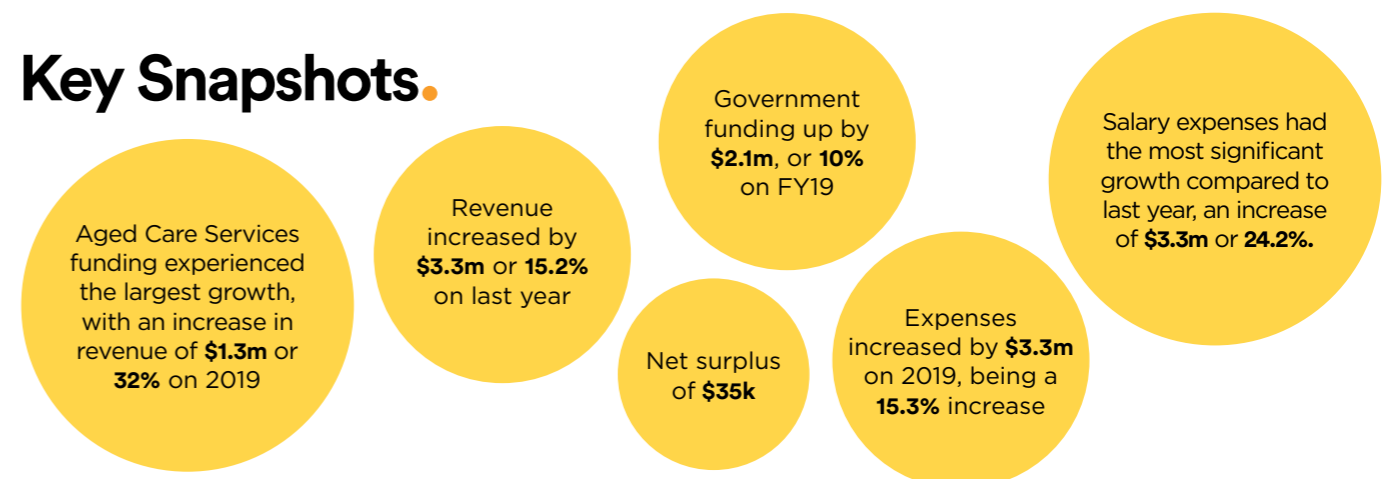 Key Snapshots.
Aged Care Services
funding experienced
the largest growth,
with an increase in
revenue of $1.3m or
32% on 2019
Revenue
increased by
$3.3m or 15.2%
on last year
Government
funding up by
$2.1m, or 10%
on FY19
Net surplus
of $35k
Expenses
increased by $3.3m
on 2019, being a
15.3% increase
Salary expenses had
the most significant
growth compared to
last year, an increase
of $3.3m or 24.2%.